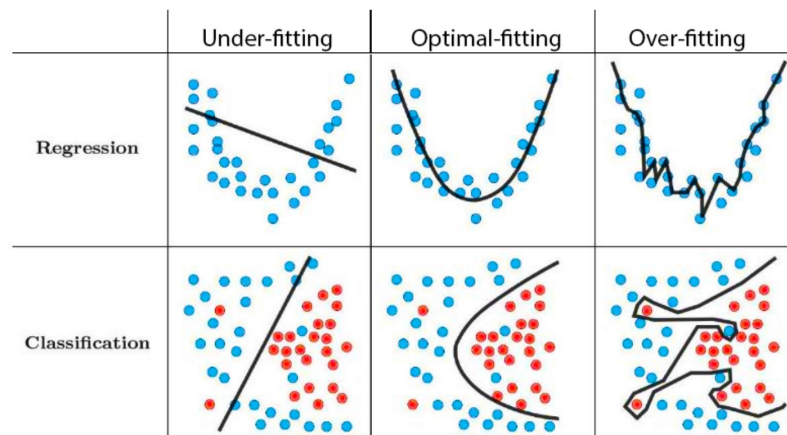 Under-fitting
Optimal-fitting
Over-fitting
Regression
Classification